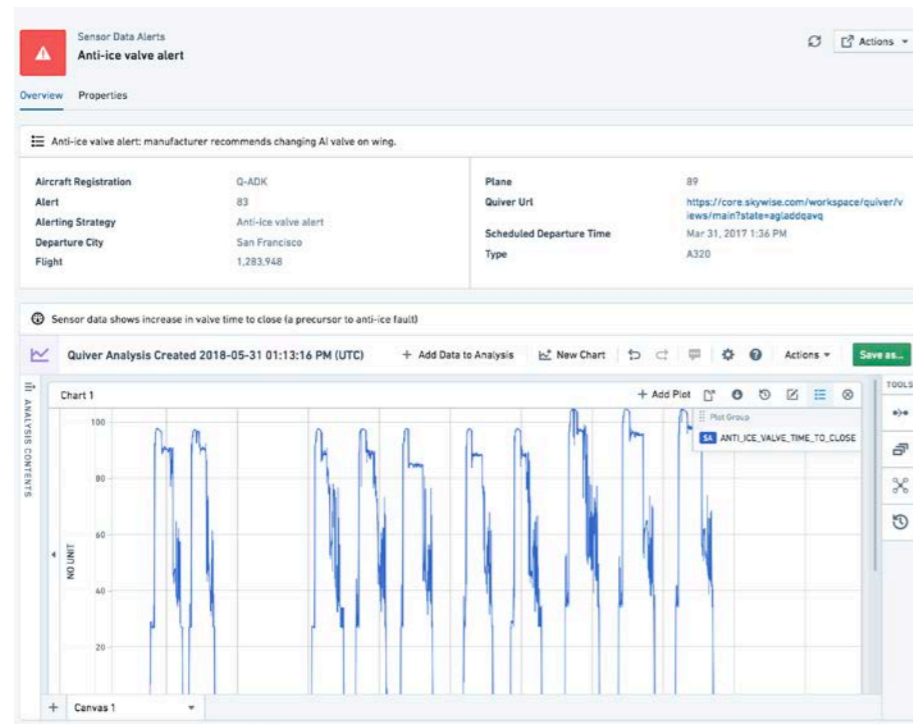 Sensor Data Alerts
Anti-ice valve alert
Actions
Overview Properties
Anti-ice valve alert: manufacturer recommends changing AI valve on wing.
Aircraft Registration Q-ADK
Alert 83
Alerting Strategy Anti-ice valve alert
Departure City San Francisco
Flight 1,283,948
Plane 89
Quiver Url https://core.skywise.com/workspace/quiver/v
iews/main?state=agladdqavq
Scheduled Departure Time Mar 31, 2017 1:36 PM
Type A320
Sensor data shows increase in valve time to close (a precursor to anti-ice fault)
Quiver Analysis Created 2018-05-31 01:13:16 PM (UTC) + Add Data to Analysis New Chart Actions Save as...
ANALYSIS CONTENTS
Chart 1 + Add Plot
TOOLS
Plot Group
SA ANTI_ICE_VALVE_TIME_TO_CLOSE
NO UNIT
100
80
60
40
20
+ Canvas 1